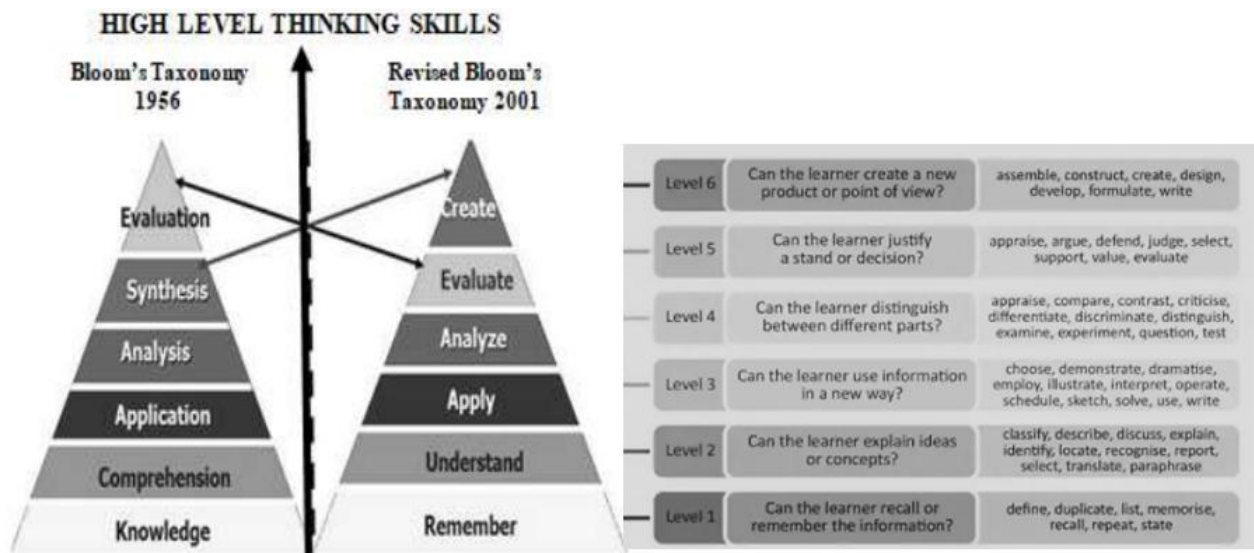 HIGH LEVEL THINKING SKILLS
Bloom's Taxonomy
1956
Revised Bloom's
Taxonomy 2001
Evaluation
Synthesis
Analysis
Application
Comprehension
Knowledge
Create
Evaluate
Analyze
Apply
Understand
Remember
Level 6
Can the learner create a new
product or point of view?
assemble, construct, create, design,
develop, formulate, write
Level 5
Can the learner justify
a stand or decision?
appraise, argue, defend, judge, select,
support, value, evaluate
Level 4
Can the learner distinguish
between different parts?
appraise, compare, contrast, criticise,
differentiate, discriminate, distinguish,
examine, experiment, question, test
Level 3
Can the learner use information
in a new way?
choose, demonstrate, dramatise,
employ, illustrate, interpret, operate,
schedule, sketch, solve, use, write
Level 2
Can the learner explain ideas
or concepts?
classify, describe, discuss, explain,
identify, locate, recognise, report,
select, translate, paraphrase
Level 1
Can the learner recall or
remember the information?
define, duplicate, list, memorise,
recall, repeat, state